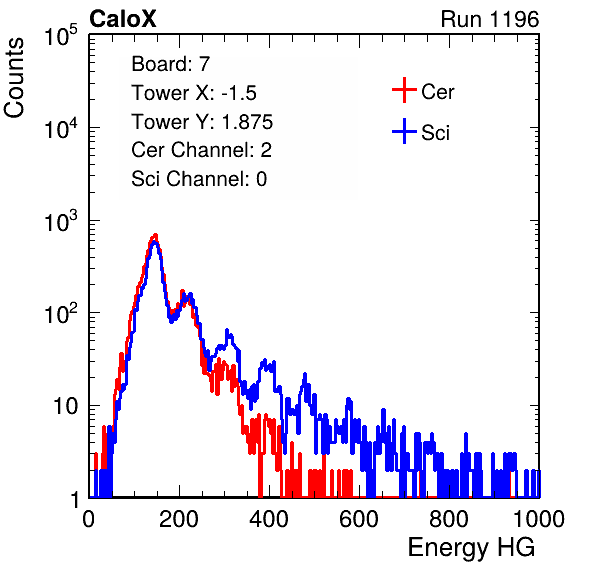 CaloX Run 1196
10^5
Board: 7
Tower X: -1.5
Tower Y: 1.875
Cer Channel: 2
Sci Channel: 0
Cer
Sci
Counts
10^4
10^3
10^2
10
1
0 200 400 600 800 1000
Energy HG